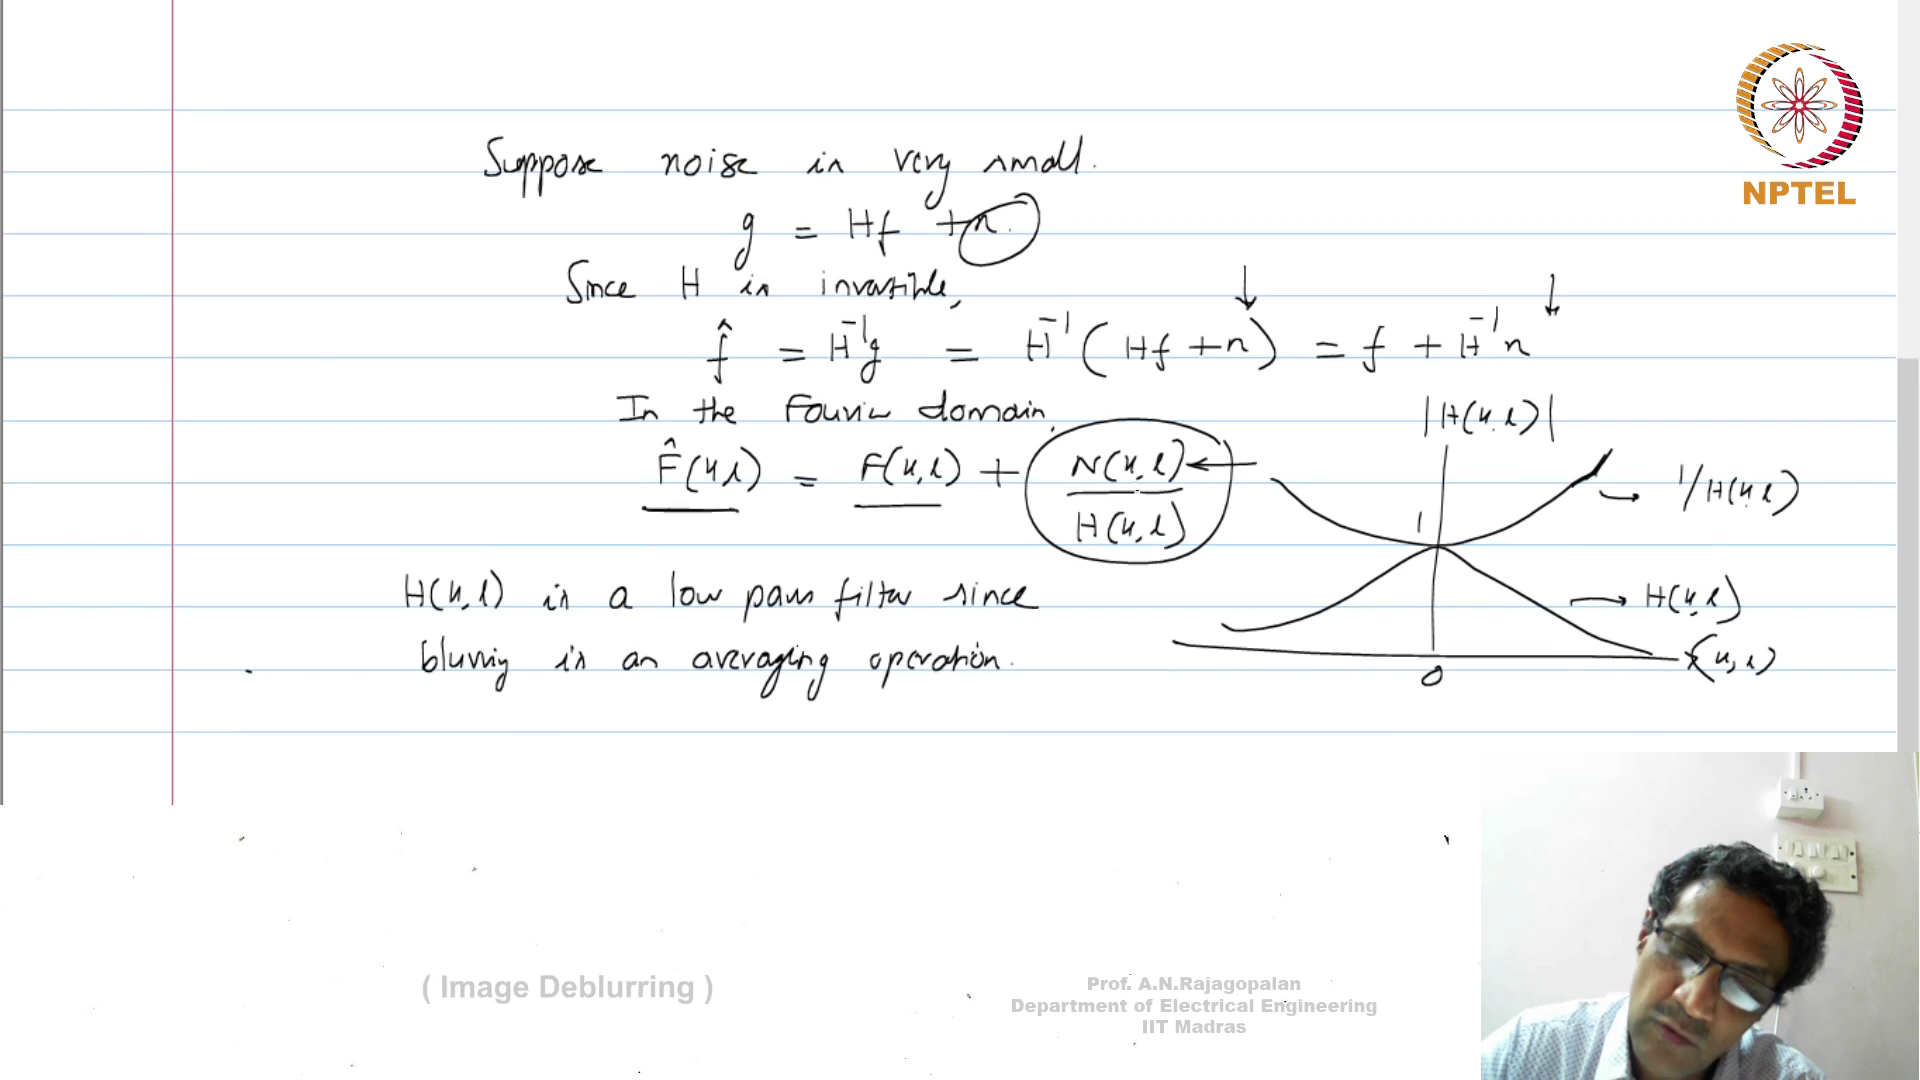 Suppose noise is very small.
g = Hf + n.
Since H is invertible,
f̂ = H⁻¹g = H⁻¹(Hf + n) = f + H⁻¹n
In the Fourier domain,
|H(k,l)|
F̂(k,l) = F(k,l) + N(k,l)/H(k,l)
1/H(k,l)
1
H(k,l) is a low pass filter since
H(k,l)
blurring is an averaging operation.
(k,l)
0
NPTEL
( Image Deblurring )
Prof. A.N.Rajagopalan
Department of Electrical Engineering
IIT Madras